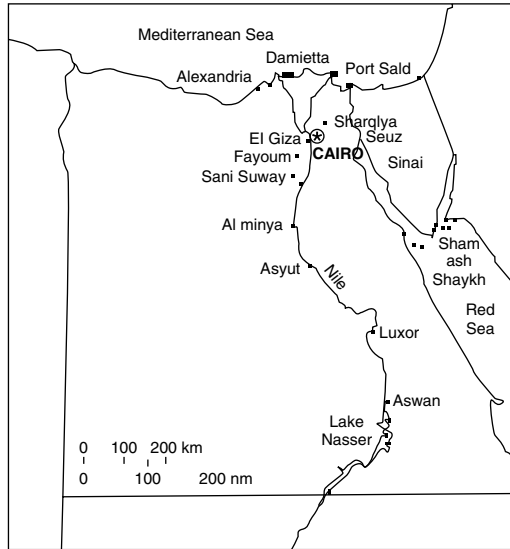 Mediterranean Sea
Damietta
Alexandria
Port Sald
Sharqlya
El Giza
Seuz
CAIRO
Fayoum
Sinai
Sani Suway
Al minya
Sham
ash
Shaykh
Asyut
Nile
Red
Sea
Luxor
Aswan
Lake
Nasser
0 100 200 km
0 200 nm